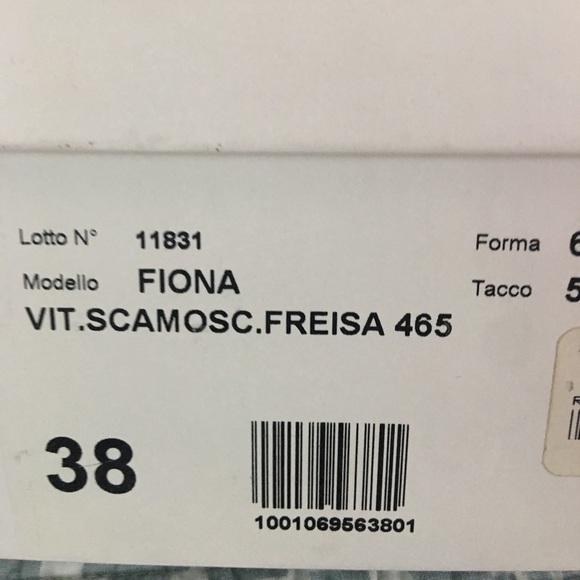 Lotto N° 11831 Forma 6
Modello FIONA Tacco 5
VIT.SCAMOSC.FREISA 465
38
1001069563801
R